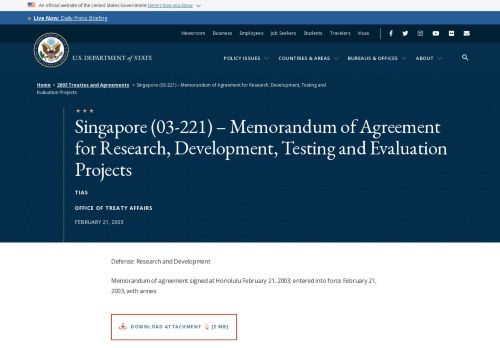 An official website of the United States Government Here's how you know
Live Now: Daily Press Briefing
Newsroom Business Employees Job Seekers Students Travelers Visas
U.S. DEPARTMENT of STATE
POLICY ISSUES COUNTRIES & AREAS BUREAUS & OFFICES ABOUT
Home > 2003 Treaties and Agreements > Singapore (03-221) – Memorandum of Agreement for Research, Development, Testing and
Evaluation Projects
Singapore (03-221) – Memorandum of Agreement
for Research, Development, Testing and Evaluation
Projects
TIAS
OFFICE OF TREATY AFFAIRS
FEBRUARY 21, 2003
Defense: Research and Development
Memorandum of agreement signed at Honolulu February 21, 2003; entered into force February 21,
2003, with annex.
DOWNLOAD ATTACHMENT [2 MB]